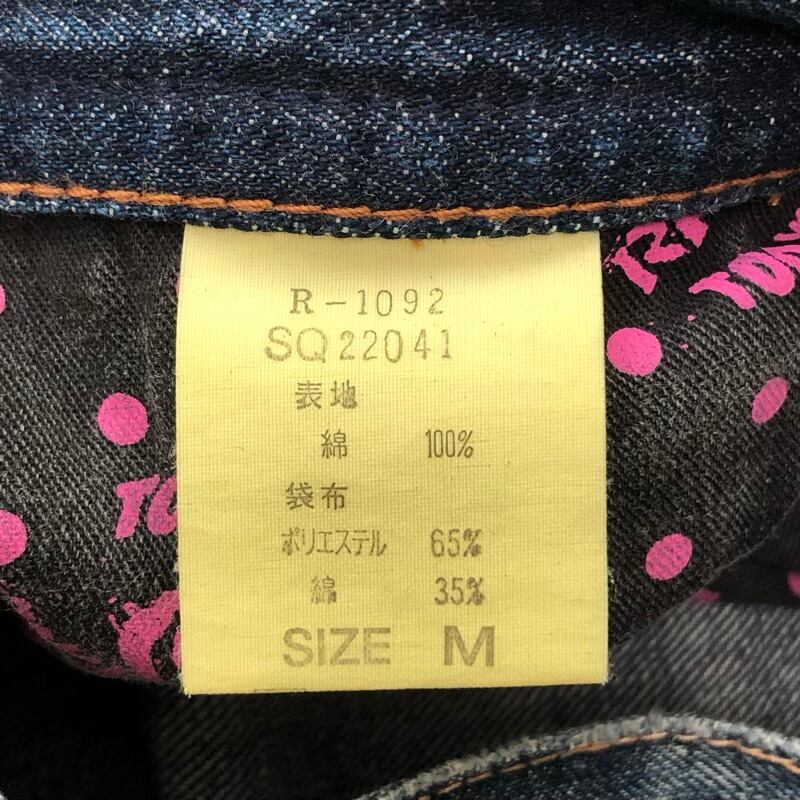 R-1092
SQ22041
表地
綿 100%
袋布
ポリエステル 65%
綿 35%
SIZE M